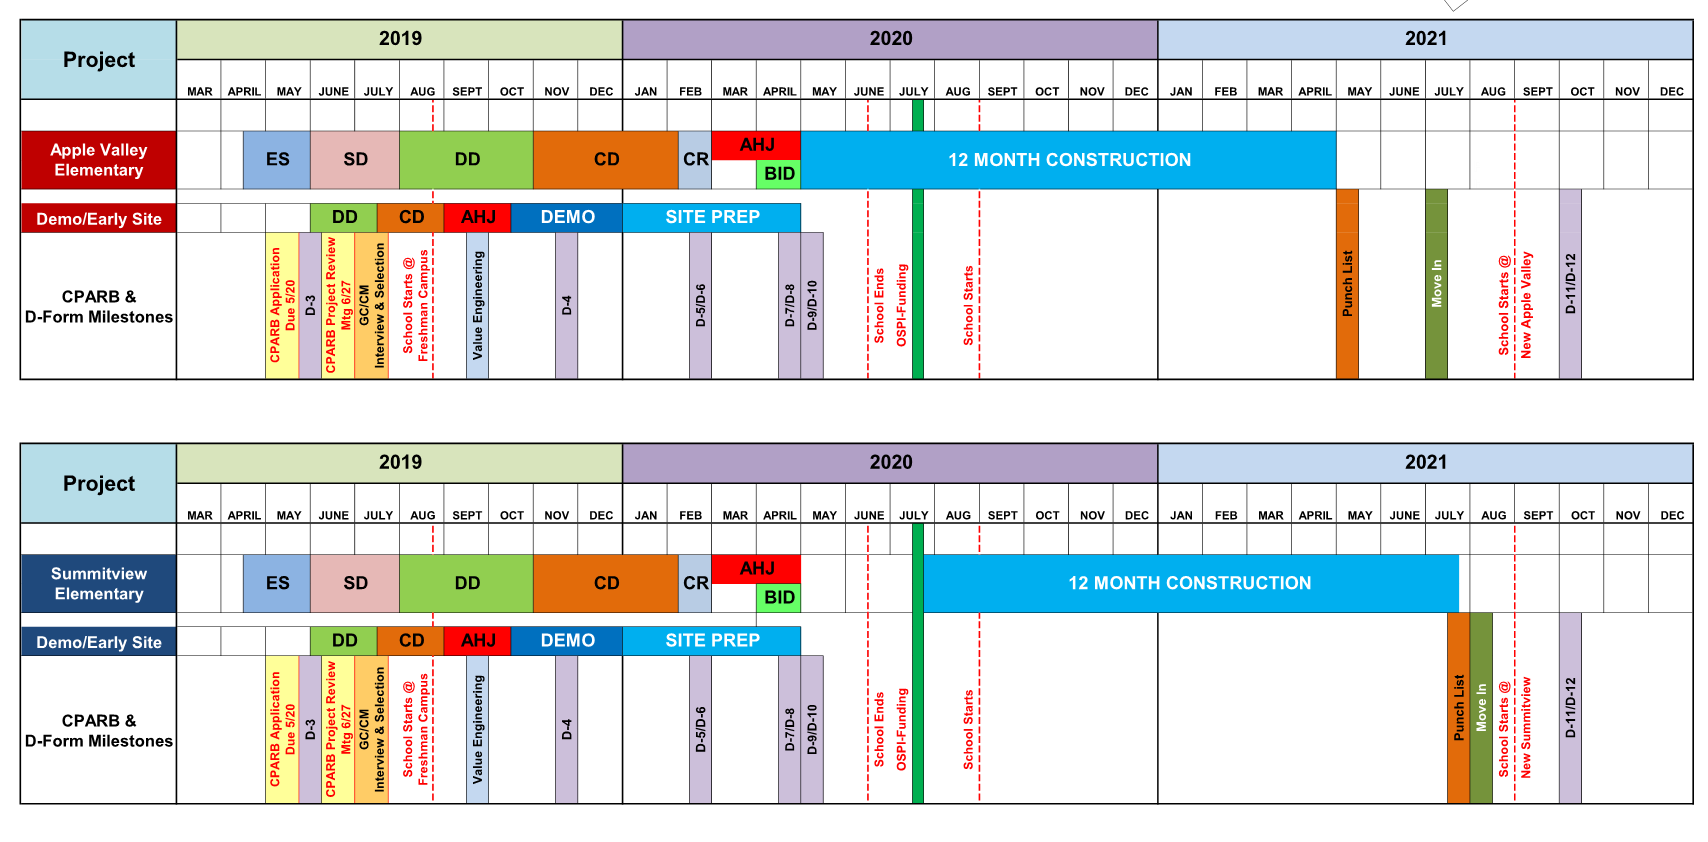 Project
2019
2020
2021
MAR APRIL MAY JUNE JULY AUG SEPT OCT NOV DEC JAN FEB MAR APRIL MAY JUNE JULY AUG SEPT OCT NOV DEC JAN FEB MAR APRIL MAY JUNE JULY AUG SEPT OCT NOV DEC
Apple Valley
Elementary
ES SD DD CD CR AHJ 12 MONTH CONSTRUCTION
BID
Demo/Early Site
DD CD AHJ DEMO SITE PREP
CPARB &
D-Form Milestones
CPARB Application
Due 5/20
D-3
CPARB Project Review
Mtg 6/27
GC/CM
Interview & Selection
School Starts @
Freshman Campus
Value Engineering
D-4
D-5/D-6
D-7/D-8
D-9/D-10
School Ends
OSPI-Funding
School Starts
Punch List
Move In
School Starts @
New Apple Valley
D-11/D-12
Project
2019
2020
2021
MAR APRIL MAY JUNE JULY AUG SEPT OCT NOV DEC JAN FEB MAR APRIL MAY JUNE JULY AUG SEPT OCT NOV DEC JAN FEB MAR APRIL MAY JUNE JULY AUG SEPT OCT NOV DEC
Summitview
Elementary
ES SD DD CD CR AHJ 12 MONTH CONSTRUCTION
BID
Demo/Early Site
DD CD AHJ DEMO SITE PREP
CPARB &
D-Form Milestones
CPARB Application
Due 5/20
D-3
CPARB Project Review
Mtg 6/27
GC/CM
Interview & Selection
School Starts @
Freshman Campus
Value Engineering
D-4
D-5/D-6
D-7/D-8
D-9/D-10
School Ends
OSPI-Funding
School Starts
Punch List
Move In
School Starts @
New Summitview
D-11/D-12